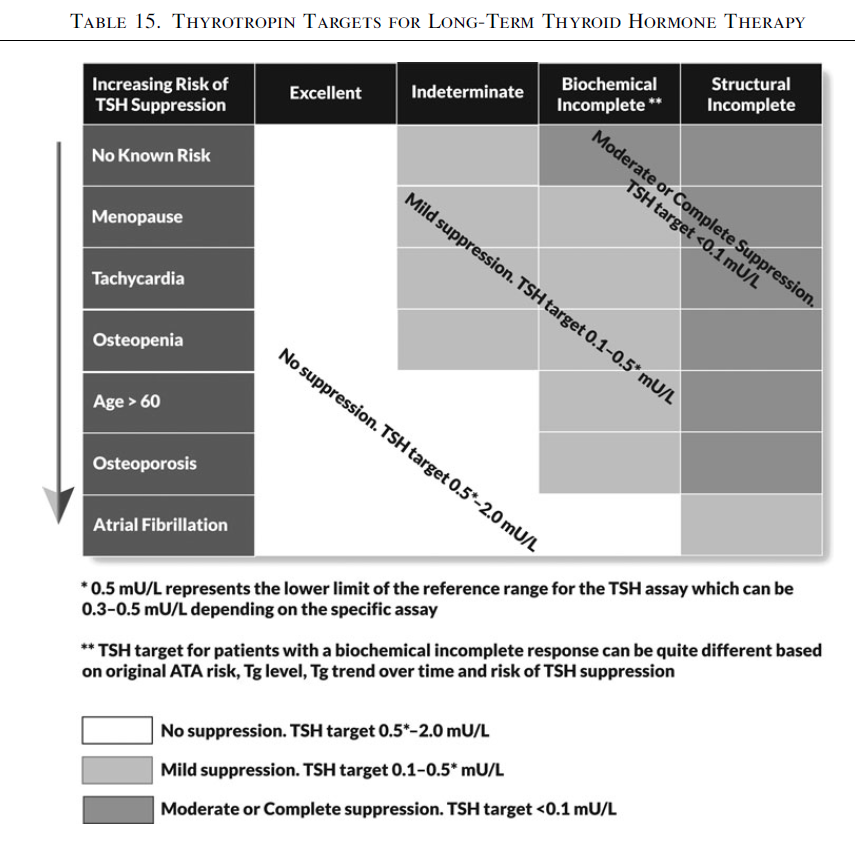 TABLE 15. THYROTROPIN TARGETS FOR LONG-TERM THYROID HORMONE THERAPY
Increasing Risk of
TSH Suppression
Excellent
Indeterminate
Biochemical
Incomplete **
Structural
Incomplete
No Known Risk
Menopause
Tachycardia
Osteopenia
Age > 60
Osteoporosis
Atrial Fibrillation
Moderate or Complete Suppression.
TSH target <0.1 mU/L
Mild suppression. TSH target 0.1–0.5* mU/L
No suppression. TSH target 0.5*–2.0 mU/L
* 0.5 mU/L represents the lower limit of the reference range for the TSH assay which can be
0.3–0.5 mU/L depending on the specific assay
** TSH target for patients with a biochemical incomplete response can be quite different based
on original ATA risk, Tg level, Tg trend over time and risk of TSH suppression
No suppression. TSH target 0.5*–2.0 mU/L
Mild suppression. TSH target 0.1–0.5* mU/L
Moderate or Complete suppression. TSH target <0.1 mU/L